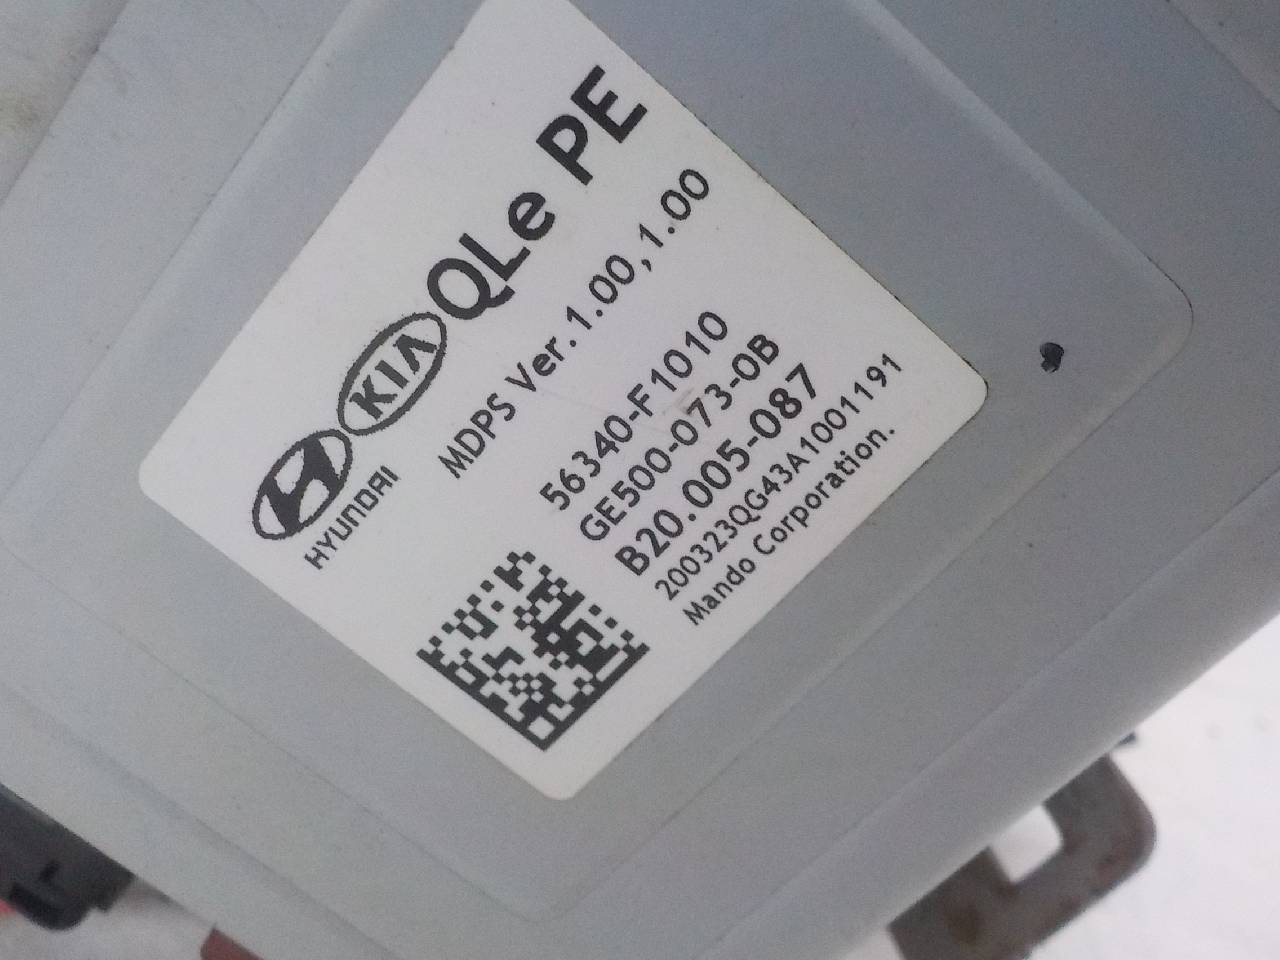 HYUNDAI
KIA
QLe PE
MDPS Ver.1.00,1.00
56340-F1010
GE500-073-0B
B20.005-087
200323QG43A1001191
Mando Corporation.